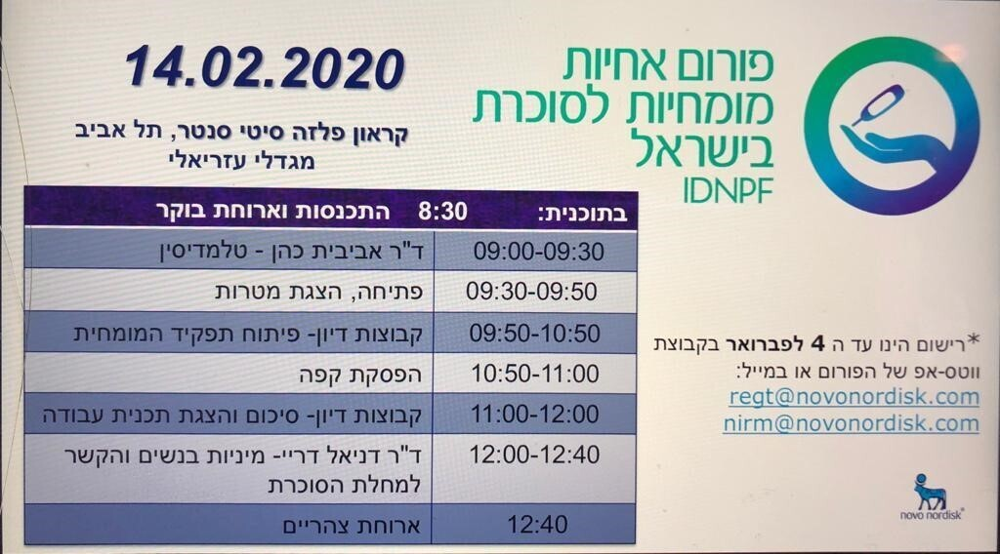 פורום אחיות
מומחיות לסוכרת
בישראל
IDNPF
14.02.2020
קראון פלזה סיטי סנטר, תל אביב
מגדלי עזריאלי
בתוכנית: 8:30 התכנסות וארוחת בוקר
09:00-09:30 ד"ר אביבית כהן - טלמדיסין
09:30-09:50 פתיחה, הצגת מטרות
09:50-10:50 קבוצות דיון- פיתוח תפקיד המומחית
10:50-11:00 הפסקת קפה
11:00-12:00 קבוצות דיון- סיכום והצגת תכנית עבודה
12:00-12:40 ד"ר דניאל דריי- מיניות בנשים והקשר
למחלת הסוכרת
12:40 ארוחת צהריים
*רישום הינו עד ה 4 לפברואר בקבוצת
ווטס-אפ של הפורום או במייל:
regt@novonordisk.com
nirm@novonordisk.com
novo nordisk®